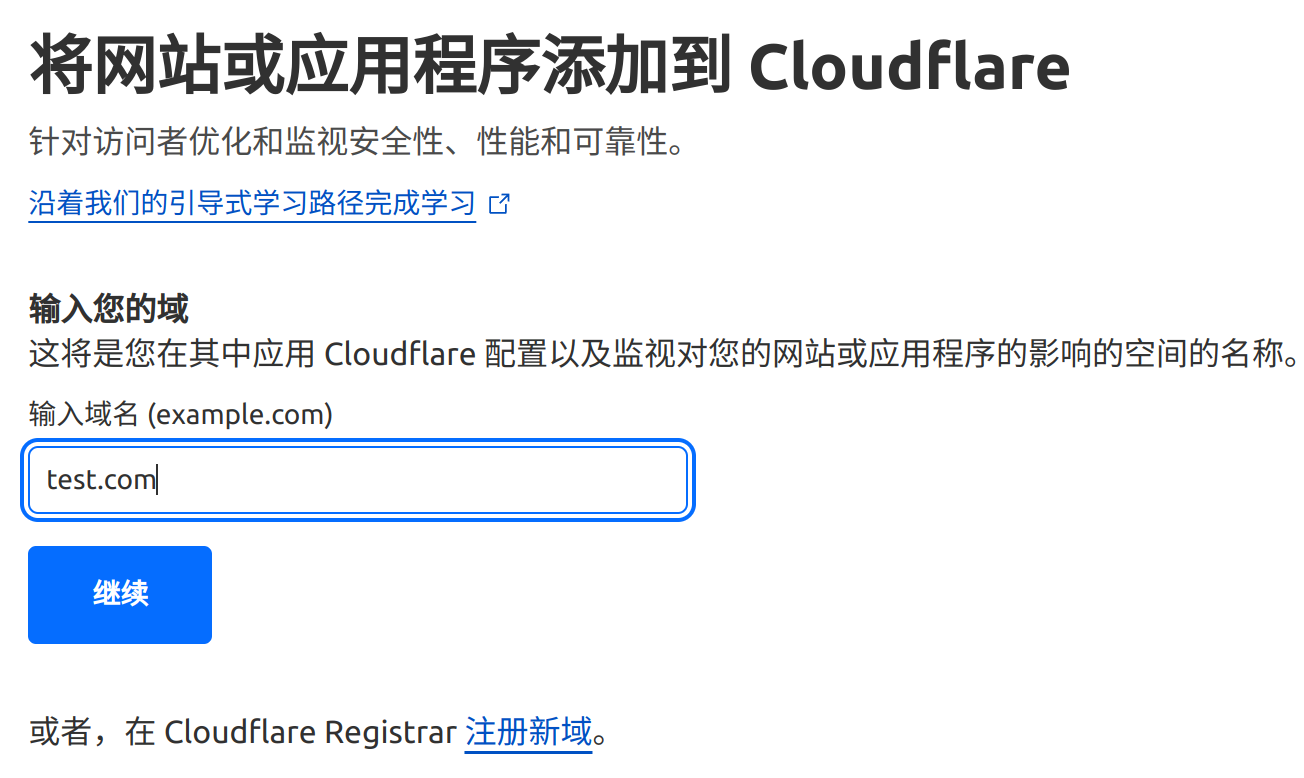 将网站或应用程序添加到 Cloudflare
针对访问者优化和监视安全性、性能和可靠性。
沿着我们的引导式学习路径完成学习
输入您的域
这将是您在其中应用 Cloudflare 配置以及监视对您的网站或应用程序的影响的空间的名称。
输入域名 (example.com)
test.com
继续
或者，在 Cloudflare Registrar 注册新域。